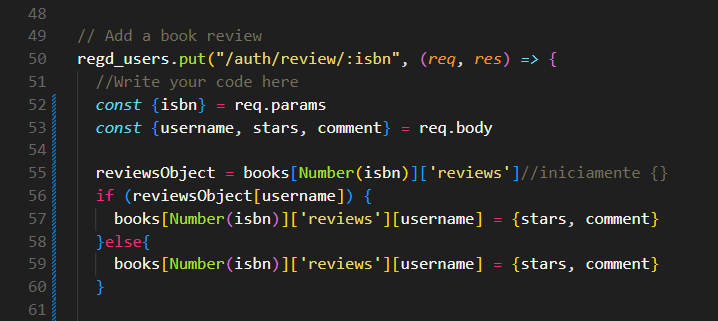 48
49 // Add a book review
50 regd_users.put("/auth/review/:isbn", (req, res) => {
51 //Write your code here
52 const {isbn} = req.params
53 const {username, stars, comment} = req.body
54
55 reviewsObject = books[Number(isbn)]['reviews']//iniciamente {}
56 if (reviewsObject[username]) {
57 books[Number(isbn)]['reviews'][username] = {stars, comment}
58 }else{
59 books[Number(isbn)]['reviews'][username] = {stars, comment}
60 }
61